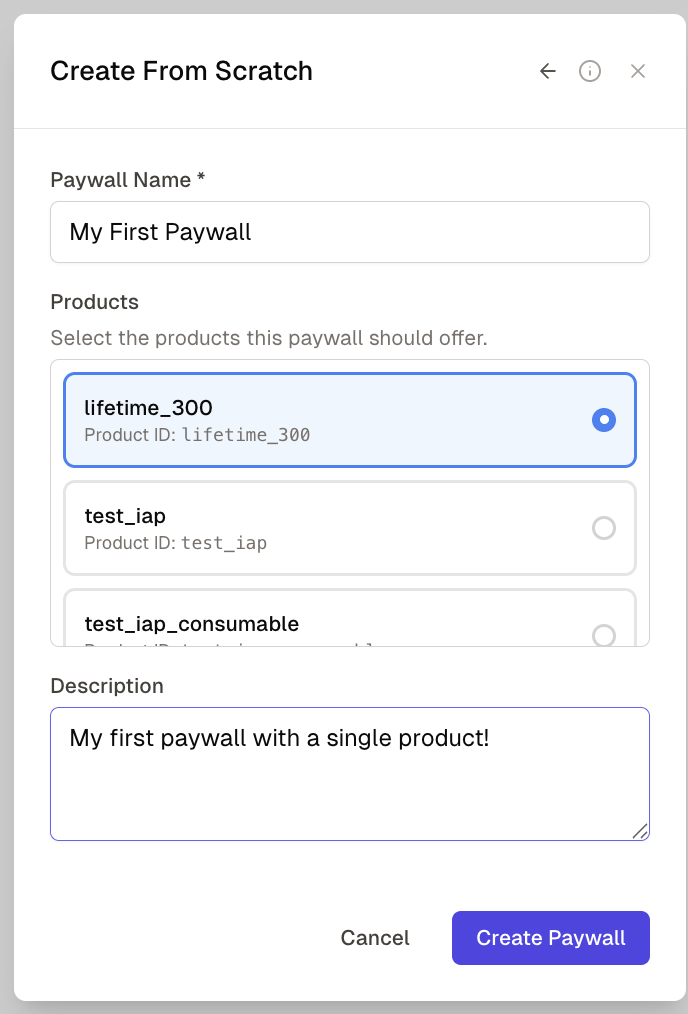 Create From Scratch
Paywall Name *
My First Paywall
Products
Select the products this paywall should offer.
lifetime_300
Product ID: lifetime_300
test_iap
Product ID: test_iap
test_iap_consumable
Description
My first paywall with a single product!
Cancel
Create Paywall